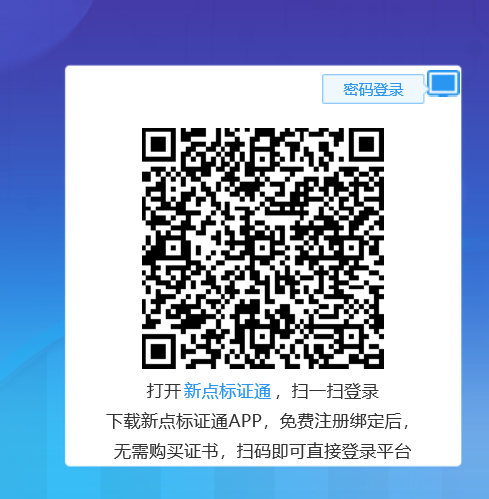 密码登录
打开新点标证通，扫一扫登录
下载新点标证通APP，免费注册绑定后，
无需购买证书，扫码即可直接登录平台